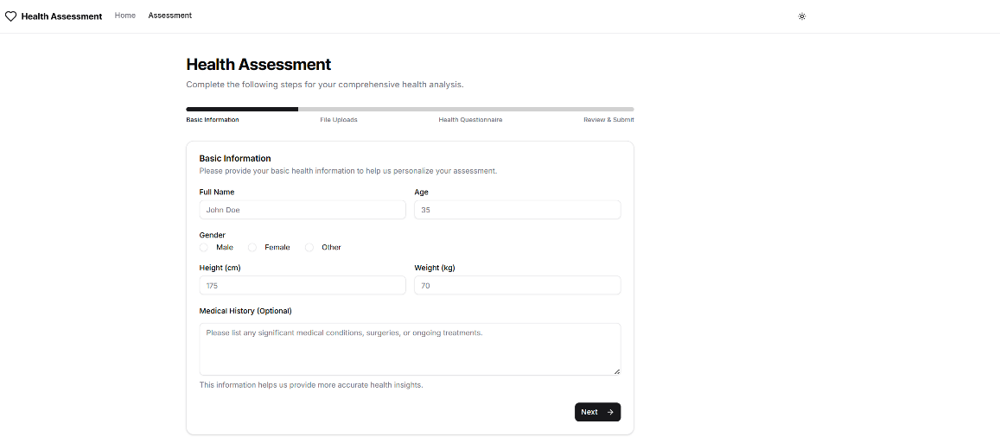 Health Assessment Home Assessment
Health Assessment
Complete the following steps for your comprehensive health analysis.
Basic Information File Uploads Health Questionnaire Review & Submit
Basic Information
Please provide your basic health information to help us personalize your assessment.
Full Name Age
John Doe 35
Gender
Male Female Other
Height (cm) Weight (kg)
175 70
Medical History (Optional)
Please list any significant medical conditions, surgeries, or ongoing treatments.
This information helps us provide more accurate health insights.
Next